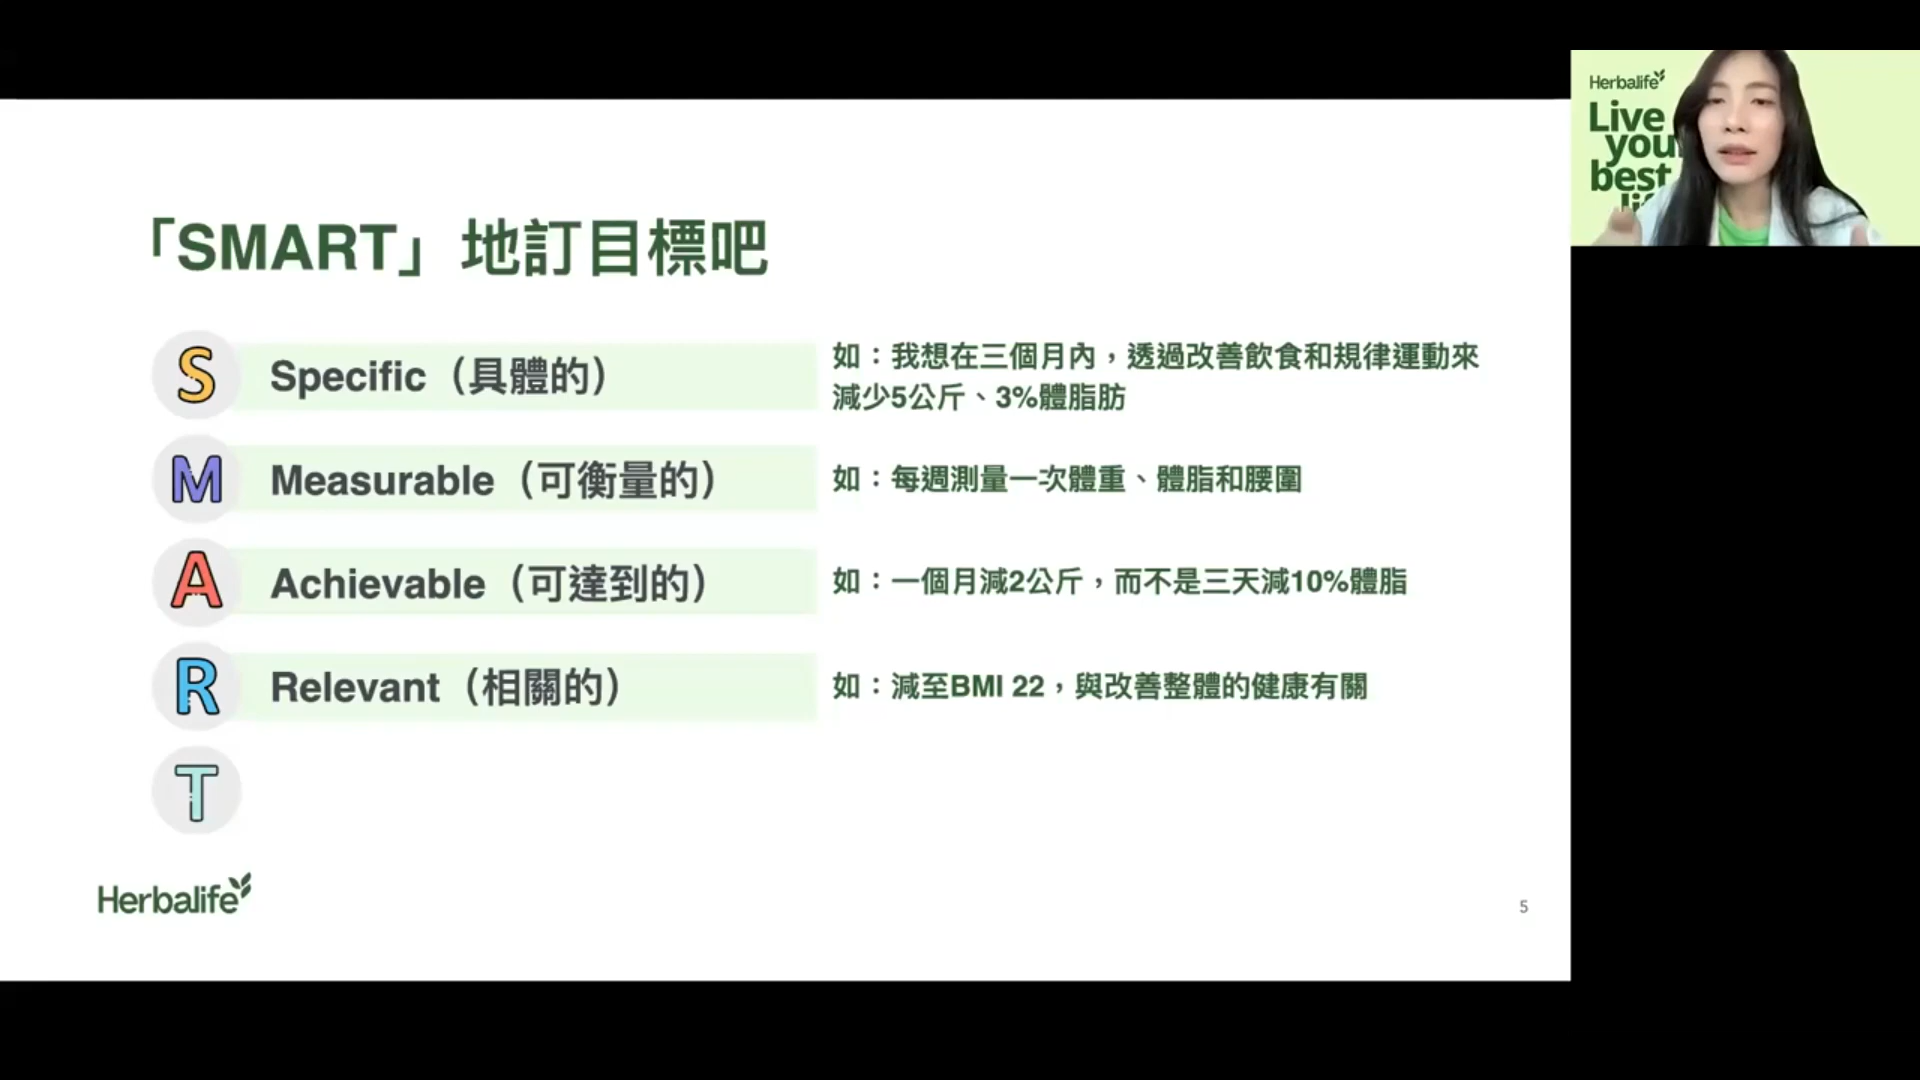 「SMART」地訂目標吧
S
Specific（具體的）
如：我想在三個月內，透過改善飲食和規律運動來
減少5公斤、3%體脂肪
M
Measurable（可衡量的）
如：每週測量一次體重、體脂和腰圍
A
Achievable（可達到的）
如：一個月減2公斤，而不是三天減10%體脂
R
Relevant（相關的）
如：減至BMI 22，與改善整體的健康有關
T
Herbalife
5
Herbalife
Live
your
best